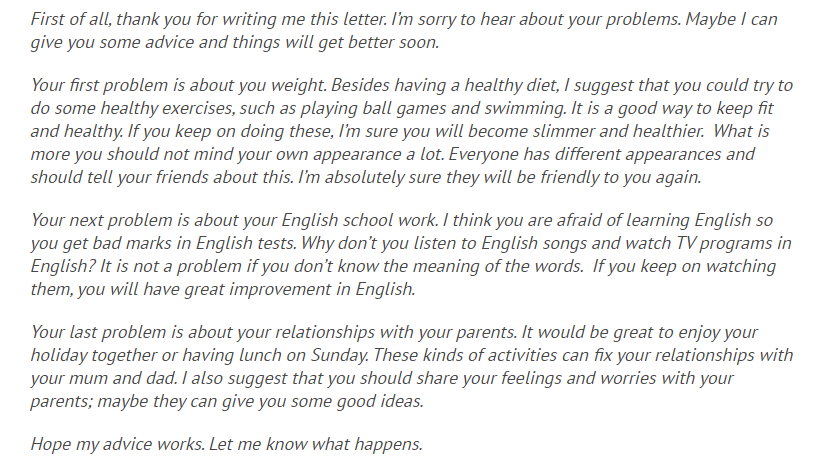 First of all, thank you for writing me this letter. I'm sorry to hear about your problems. Maybe I can
give you some advice and things will get better soon.
Your first problem is about you weight. Besides having a healthy diet, I suggest that you could try to
do some healthy exercises, such as playing ball games and swimming. It is a good way to keep fit
and healthy. If you keep on doing these, I'm sure you will become slimmer and healthier.  What is
more you should not mind your own appearance a lot. Everyone has different appearances and
should tell your friends about this. I'm absolutely sure they will be friendly to you again.
Your next problem is about your English school work. I think you are afraid of learning English so
you get bad marks in English tests. Why don't you listen to English songs and watch TV programs in
English? It is not a problem if you don't know the meaning of the words.  If you keep on watching
them, you will have great improvement in English.
Your last problem is about your relationships with your parents. It would be great to enjoy your
holiday together or having lunch on Sunday. These kinds of activities can fix your relationships with
your mum and dad. I also suggest that you should share your feelings and worries with your
parents; maybe they can give you some good ideas.
Hope my advice works. Let me know what happens.